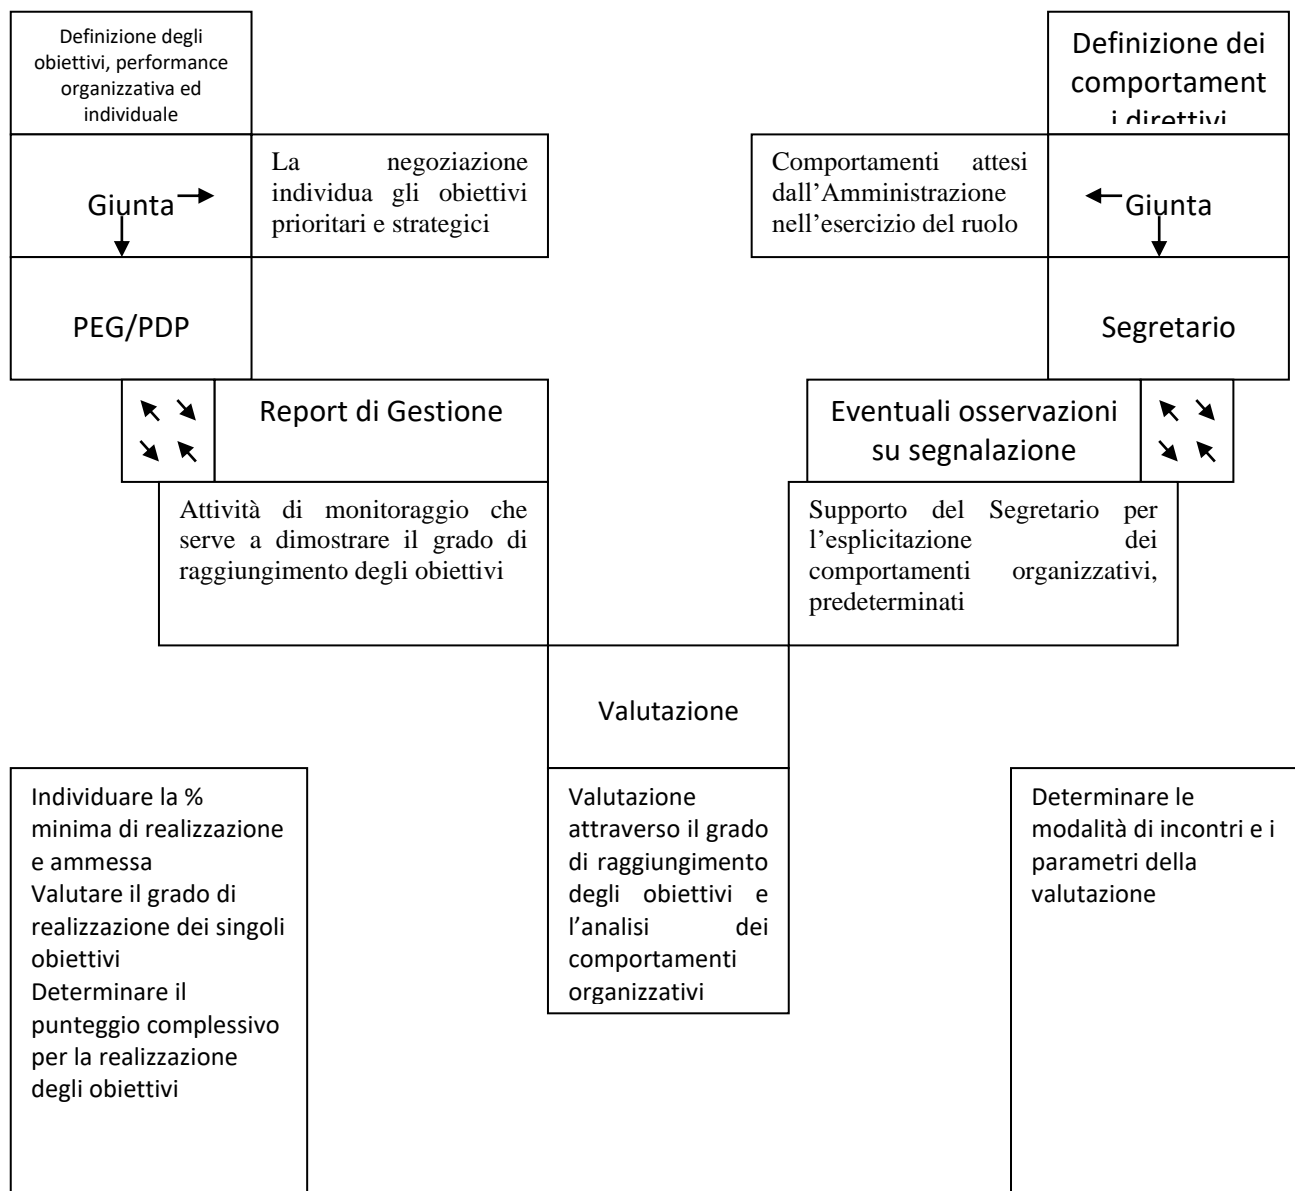 Definizione degli
obiettivi, performance
organizzativa ed
individuale
Definizione dei
comportament
i direttivi
Giunta
La negoziazione
individua gli obiettivi
prioritari e strategici
Comportamenti attesi
dall’Amministrazione
nell’esercizio del ruolo
Giunta
PEG/PDP
Segretario
Report di Gestione
Eventuali osservazioni
su segnalazione
Attività di monitoraggio che
serve a dimostrare il grado di
raggiungimento degli obiettivi
Supporto del Segretario per
l’esplicitazione dei
comportamenti organizzativi,
predeterminati
Valutazione
Individuare la %
minima di realizzazione
e ammessa
Valutare il grado di
realizzazione dei singoli
obiettivi
Determinare il
punteggio complessivo
per la realizzazione
degli obiettivi
Valutazione
attraverso il grado
di raggiungimento
degli obiettivi e
l’analisi dei
comportamenti
organizzativi
Determinare le
modalità di incontri e i
parametri della
valutazione